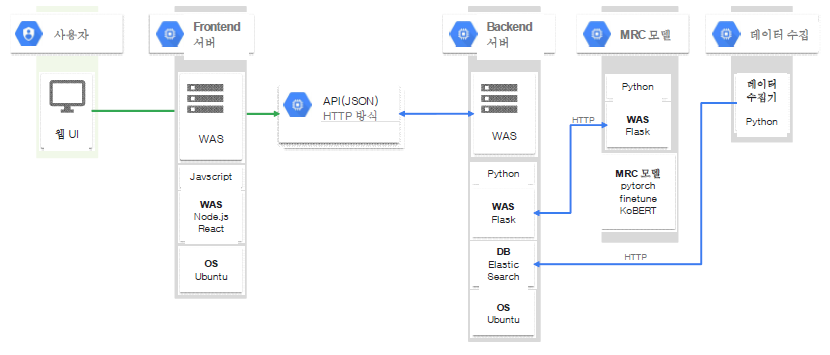 사용자
Frontend
서버
Backend
서버
MRC 모델
데이터 수집
웹 UI
WAS
Javscript
WAS
Node.js
React
OS
Ubuntu
API(JSON)
HTTP 방식
WAS
Python
WAS
Flask
DB
Elastic
Search
OS
Ubuntu
HTTP
Python
WAS
Flask
MRC 모델
pytorch
finetune
KoBERT
HTTP
데이터
수집기
Python